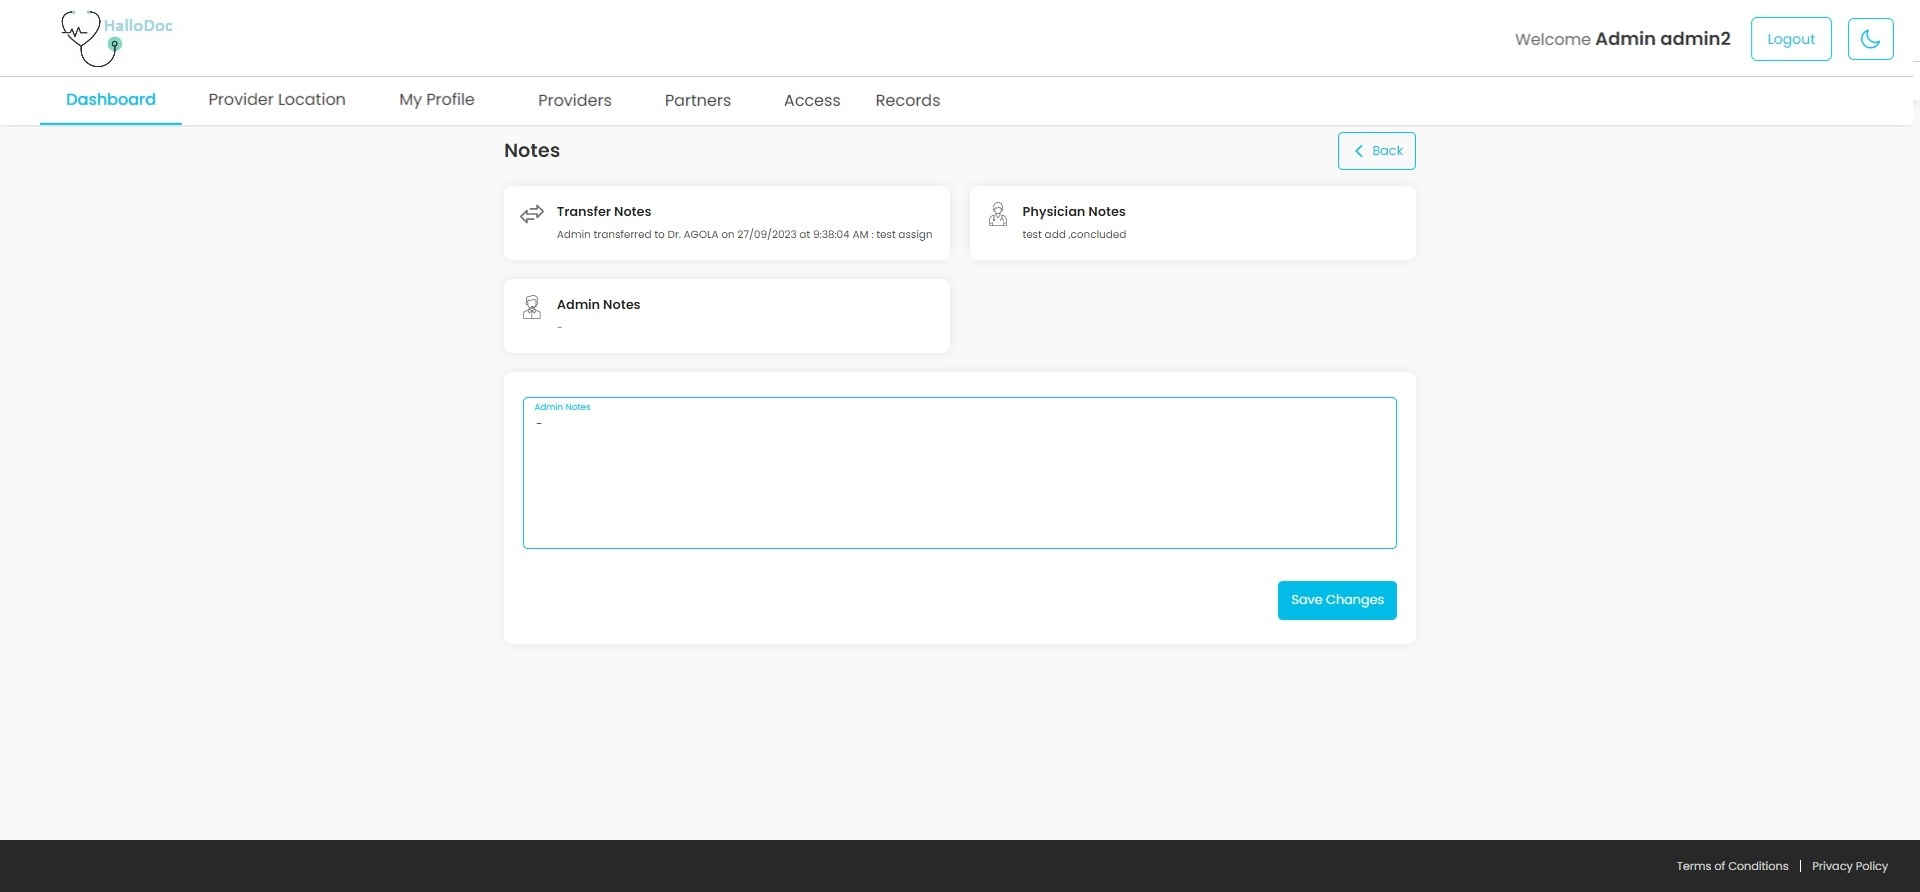 HalloDoc
Welcome Admin admin2
Logout
Dashboard
Provider Location
My Profile
Providers
Partners
Access
Records
Notes
Back
Transfer Notes
Admin transferred to Dr. AGOLA on 27/09/2023 at 9:38:04 AM : test assign
Physician Notes
test add ,concluded
Admin Notes
-
Admin Notes
-
Save Changes
Terms of Conditions | Privacy Policy